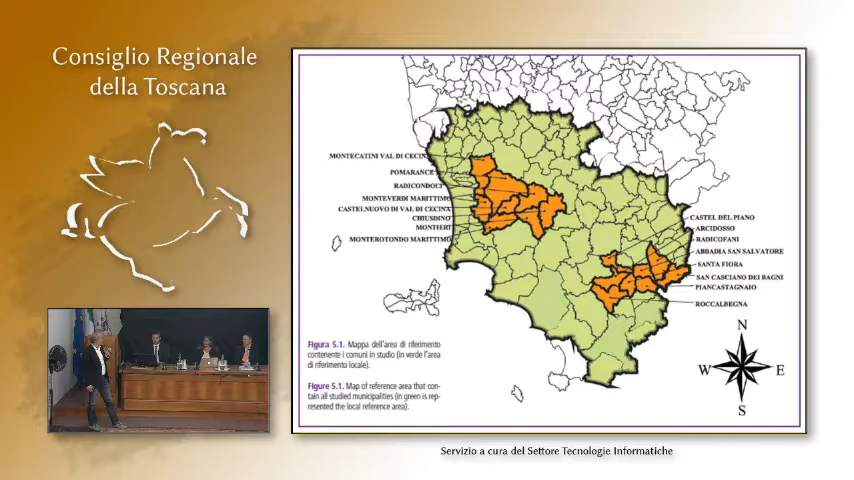 Consiglio Regionale
della Toscana
MONTECATINI VAL DI CECINA
POMARANCE
RADICONDOLI
MONTEVERDI MARITTIMO
CASTELNUOVO DI VAL DI CECINA
CHIUSDINO
MONTIERI
MONTEROTONDO MARITTIMO
CASTEL DEL PIANO
ARCIDOSSO
RADICOFANI
ABBADIA SAN SALVATORE
SANTA FIORA
SAN CASCIANO DEI BAGNI
PIANCASTAGNAIO
ROCCALBEGNA
Figura 5.1. Mappa dell'area di riferimento
contenente i comuni in studio (in verde l'area
di riferimento locale).
Figure 5.1. Map of reference area that con-
tain all studied municipalities (in green is rep-
resented the local reference area).
N
W E
S
Servizio a cura del Settore Tecnologie Informatiche